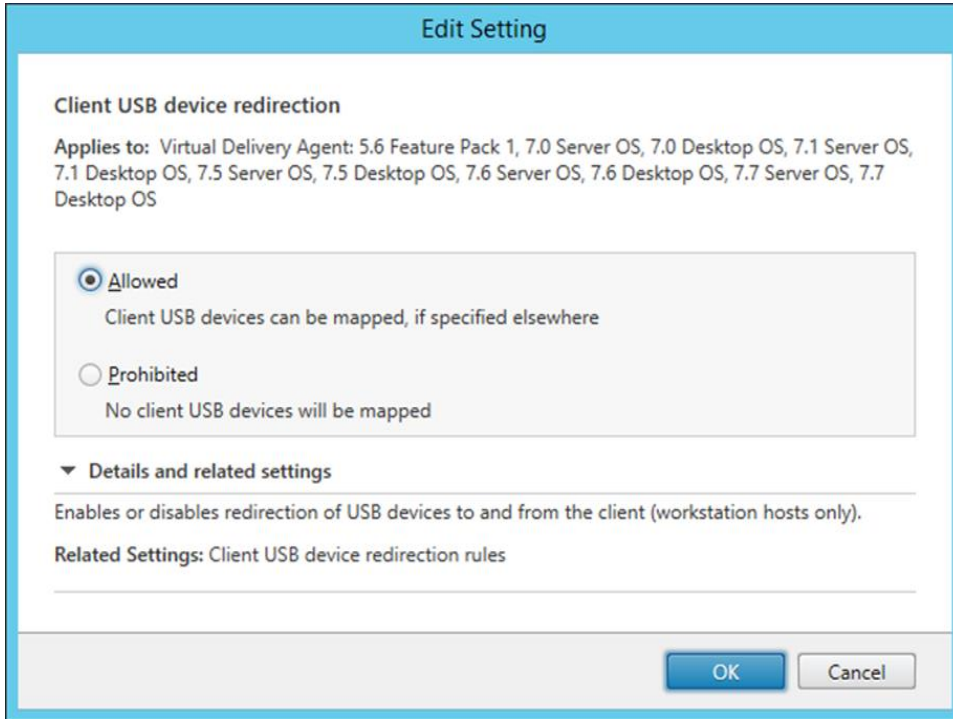 Edit Setting
Client USB device redirection
Applies to: Virtual Delivery Agent: 5.6 Feature Pack 1, 7.0 Server OS, 7.0 Desktop OS, 7.1 Server OS,
7.1 Desktop OS, 7.5 Server OS, 7.5 Desktop OS, 7.6 Server OS, 7.6 Desktop OS, 7.7 Server OS, 7.7
Desktop OS
Allowed
Client USB devices can be mapped, if specified elsewhere
Prohibited
No client USB devices will be mapped
Details and related settings
Enables or disables redirection of USB devices to and from the client (workstation hosts only).
Related Settings: Client USB device redirection rules
OK
Cancel